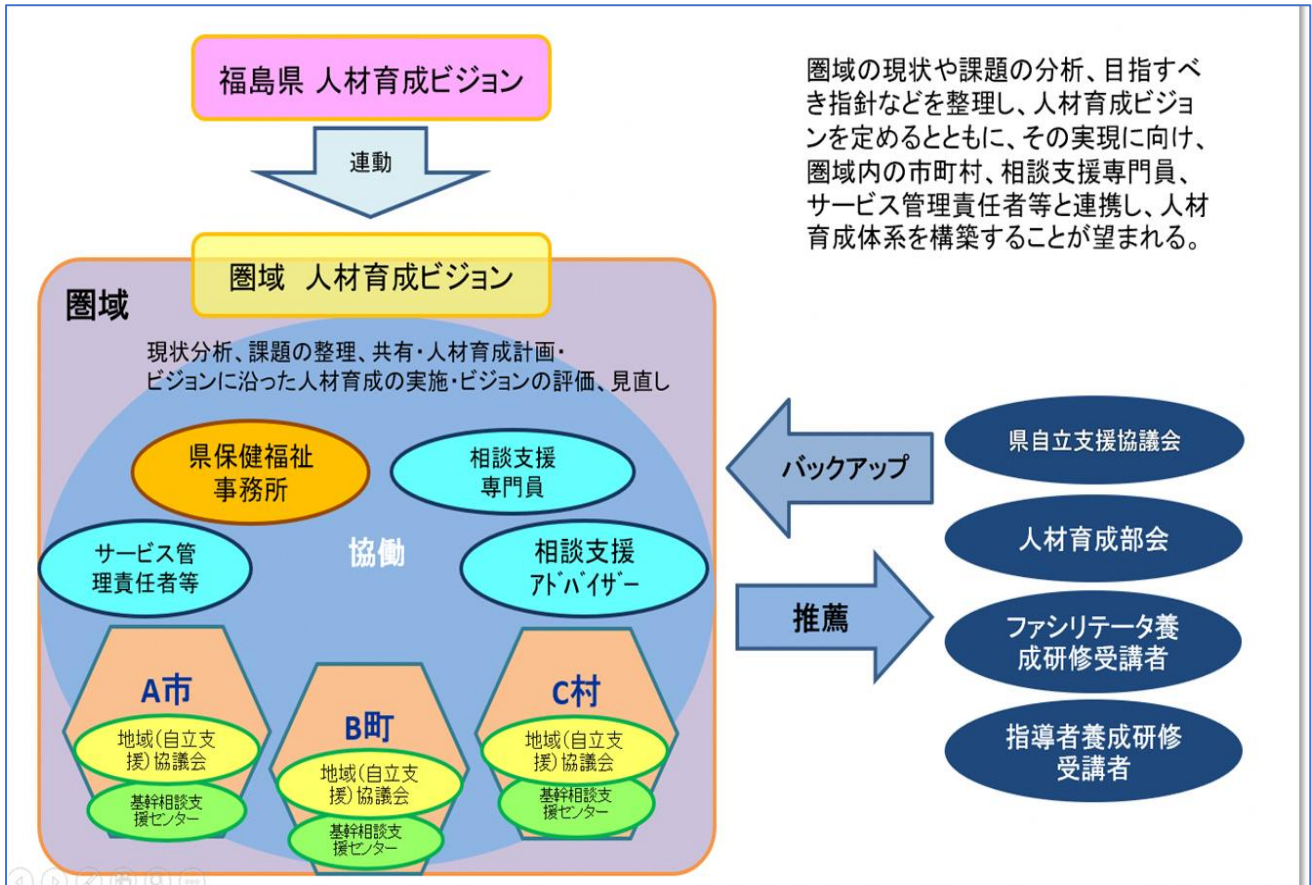 福島県 人材育成ビジョン
連動
圏域 人材育成ビジョン
圏域
現状分析、課題の整理、共有・人材育成計画・
ビジョンに沿った人材育成の実施・ビジョンの評価、見直し
県保健福祉
事務所
相談支援
専門員
サービス管
理責任者等
協働
相談支援
ｱﾄﾞﾊﾞｲｻﾞｰ
A市
地域(自立支
援)協議会
基幹相談支
援センター
B町
地域(自立支
援)協議会
基幹相談支
援センター
C村
地域(自立支
援)協議会
基幹相談支
援センター
圏域の現状や課題の分析、目指すべ
き指針などを整理し、人材育成ビジョ
ンを定めるとともに、その実現に向け、
圏域内の市町村、相談支援専門員、
サービス管理責任者等と連携し、人材
育成体系を構築することが望まれる。
バックアップ
推薦
県自立支援協議会
人材育成部会
ファシリテータ養
成研修受講者
指導者養成研修
受講者